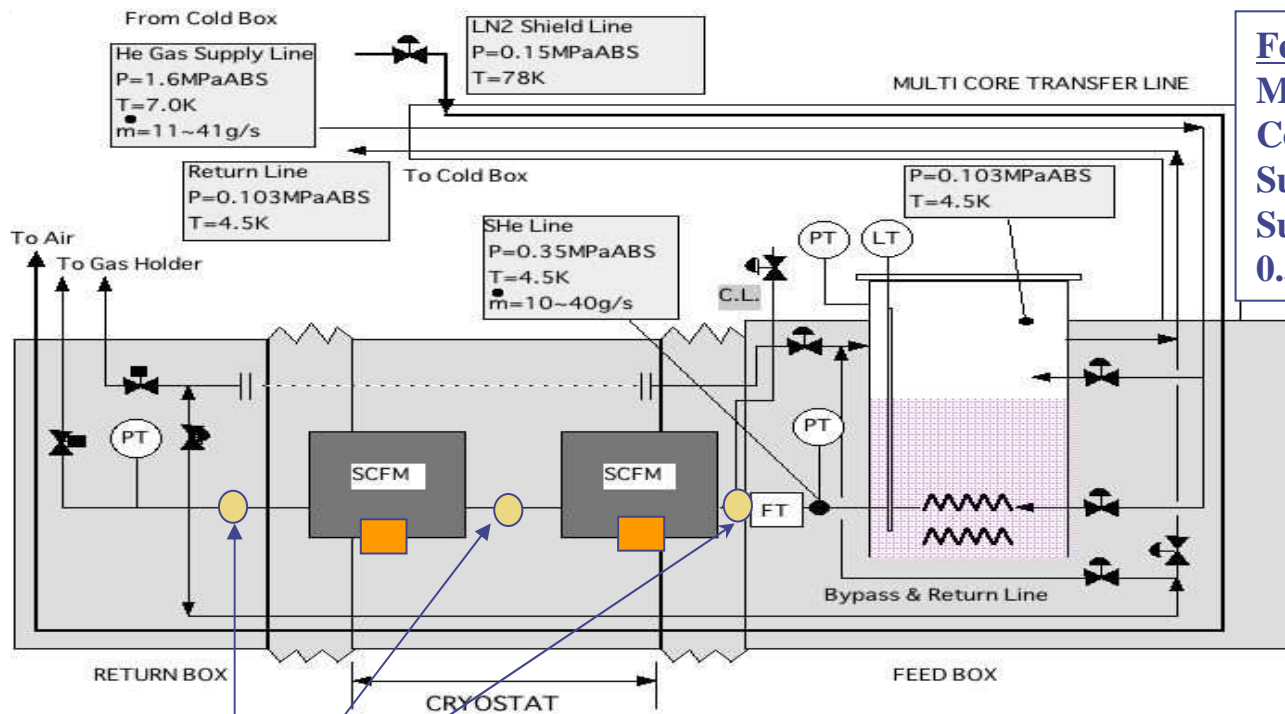 From Cold Box
He Gas Supply Line
P=1.6MPaABS
T=7.0K
ṁ=11~41g/s
LN2 Shield Line
P=0.15MPaABS
T=78K
MULTI CORE TRANSFER LINE
Return Line
P=0.103MPaABS
T=4.5K
To Cold Box
P=0.103MPaABS
T=4.5K
SHe Line
P=0.35MPaABS
T=4.5K
ṁ=10~40g/s
To Air
To Gas Holder
PT
LT
C.L.
PT
PT
SCFM
SCFM
FT
Bypass & Return Line
RETURN BOX
CRYOSTAT
FEED BOX